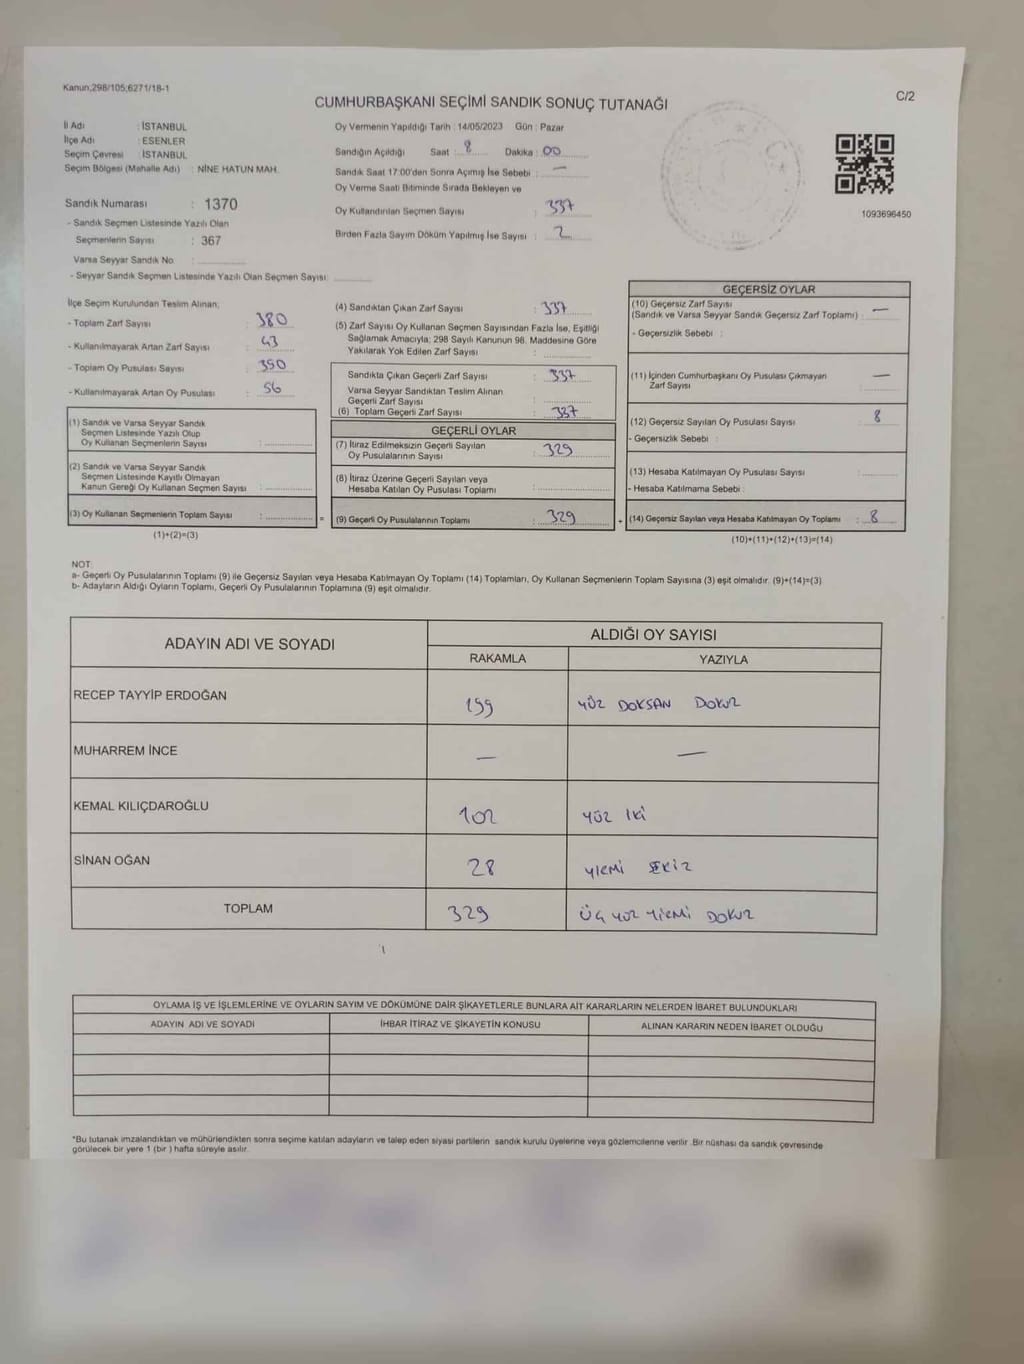 Kanun;298/105;6271/18-1
C/2
CUMHURBAŞKANI SEÇİMİ SANDIK SONUÇ TUTANAĞI
İl Adı : İSTANBUL
İlçe Adı : ESENLER
Seçim Çevresi : İSTANBUL
Seçim Bölgesi (Mahalle Adı) : NİNE HATUN MAH.
Sandık Numarası : 1370
- Sandık Seçmen Listesinde Yazılı Olan
Seçmenlerin Sayısı : 367
Varsa Seyyar Sandık No :
- Seyyar Sandık Seçmen Listesinde Yazılı Olan Seçmen Sayısı:
Oy Vermenin Yapıldığı Tarih : 14/05/2023 Gün : Pazar
Sandığın Açıldığı Saat : 8 Dakika : 00
Sandık Saat 17:00'den Sonra Açımış İse Sebebi : —
Oy Verme Saati Bitiminde Sırada Bekleyen ve
Oy Kullandırılan Seçmen Sayısı : 337
Birden Fazla Sayım Döküm Yapılmış İse Sayısı : 2
1093696450
İlçe Seçim Kurulundan Teslim Alınan;
- Toplam Zarf Sayısı : 380
- Kullanılmayarak Artan Zarf Sayısı : 43
- Toplam Oy Pusulası Sayısı : 350
- Kullanılmayarak Artan Oy Pusulası : 56
(1) Sandık ve Varsa Seyyar Sandık
Seçmen Listesinde Yazılı Olup
Oy Kullanan Seçmenlerin Sayısı :
(2) Sandık ve Varsa Seyyar Sandık
Seçmen Listesinde Kayıtlı Olmayan
Kanun Gereği Oy Kullanan Seçmen Sayısı :
(3) Oy Kullanan Seçmenlerin Toplam Sayısı : =
(1)+(2)=(3)
(4) Sandıktan Çıkan Zarf Sayısı : 337
(5) Zarf Sayısı Oy Kullanan Seçmen Sayısından Fazla İse, Eşitliği
Sağlamak Amacıyla; 298 Sayılı Kanunun 98. Maddesine Göre
Yakılarak Yok Edilen Zarf Sayısı :
Sandıkta Çıkan Geçerli Zarf Sayısı : 337
Varsa Seyyar Sandıktan Teslim Alınan
Geçerli Zarf Sayısı :
(6) Toplam Geçerli Zarf Sayısı : 337
GEÇERLİ OYLAR
(7) İtiraz Edilmeksizin Geçerli Sayılan
Oy Pusulalarının Sayısı : 329
(8) İtiraz Üzerine Geçerli Sayılan veya
Hesaba Katılan Oy Pusulası Toplamı :
(9) Geçerli Oy Pusulalarının Toplamı : 329 +
GEÇERSİZ OYLAR
(10) Geçersiz Zarf Sayısı
(Sandık ve Varsa Seyyar Sandık Geçersiz Zarf Toplamı) : —
- Geçersizlik Sebebi :
(11) İçinden Cumhurbaşkanı Oy Pusulası Çıkmayan
Zarf Sayısı : —
(12) Geçersiz Sayılan Oy Pusulası Sayısı : 8
- Geçersizlik Sebebi :
(13) Hesaba Katılmayan Oy Pusulası Sayısı :
- Hesaba Katılmama Sebebi :
(14) Geçersiz Sayılan veya Hesaba Katılmayan Oy Toplamı : 8
(10)+(11)+(12)+(13)=(14)
NOT:
a- Geçerli Oy Pusulalarının Toplamı (9) ile Geçersiz Sayılan veya Hesaba Katılmayan Oy Toplamı (14) Toplamları, Oy Kullanan Seçmenlerin Toplam Sayısına (3) eşit olmalıdır. (9)+(14)=(3)
b- Adayların Aldığı Oyların Toplamı, Geçerli Oy Pusulalarının Toplamına (9) eşit olmalıdır.
ADAYIN ADI VE SOYADI ALDIĞI OY SAYISI
RAKAMLA YAZIYLA
RECEP TAYYİP ERDOĞAN 199 YÜZ DOKSAN DOKUZ
MUHARREM İNCE — —
KEMAL KILIÇDAROĞLU 102 YÜZ İKİ
SİNAN OĞAN 28 YİRMİ SEKİZ
TOPLAM 329 ÜÇ YÜZ YİRMİ DOKUZ
OYLAMA İŞ VE İŞLEMLERİNE VE OYLARIN SAYIM VE DÖKÜMÜNE DAİR ŞİKAYETLERLE BUNLARA AİT KARARLARIN NELERDEN İBARET BULUNDUKLARI
ADAYIN ADI VE SOYADI İHBAR İTİRAZ VE ŞİKAYETİN KONUSU ALINAN KARARIN NEDEN İBARET OLDUĞU
*Bu tutanak imzalandıktan ve mühürlendikten sonra seçime katılan adayların ve talep eden siyasi partilerin sandık kurulu üyelerine veya gözlemcilerine verilir .Bir nüshası da sandık çevresinde
görülecek bir yere 1 (bir ) hafta süreyle asılır.